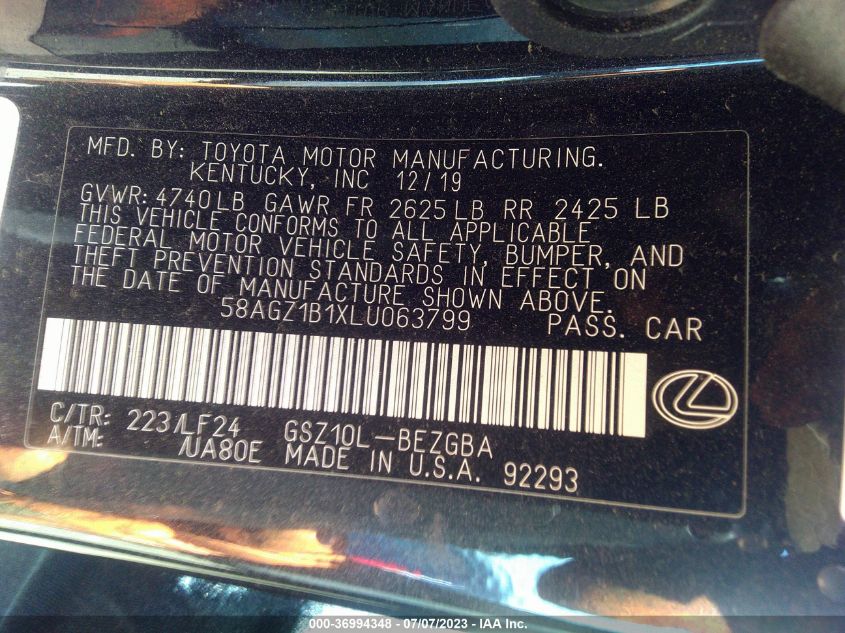 MFD. BY: TOYOTA MOTOR MANUFACTURING.
KENTUCKY, INC 12/19
GVWR: 4740LB GAWR FR 2625LB RR 2425 LB
THIS VEHICLE CONFORMS TO ALL APPLICABLE
FEDERAL MOTOR VEHICLE SAFETY, BUMPER, AND
THEFT PREVENTION STANDARDS IN EFFECT ON
THE DATE OF MANUFACTURE SHOWN ABOVE.
58AGZ1B1XLU063799 PASS. CAR
C/TR: 223/LF24 GSZ10L-BEZGBA
A/TM: /UA80E MADE IN U.S.A. 92293
000-36994348 - 07/07/2023 - IAA Inc.